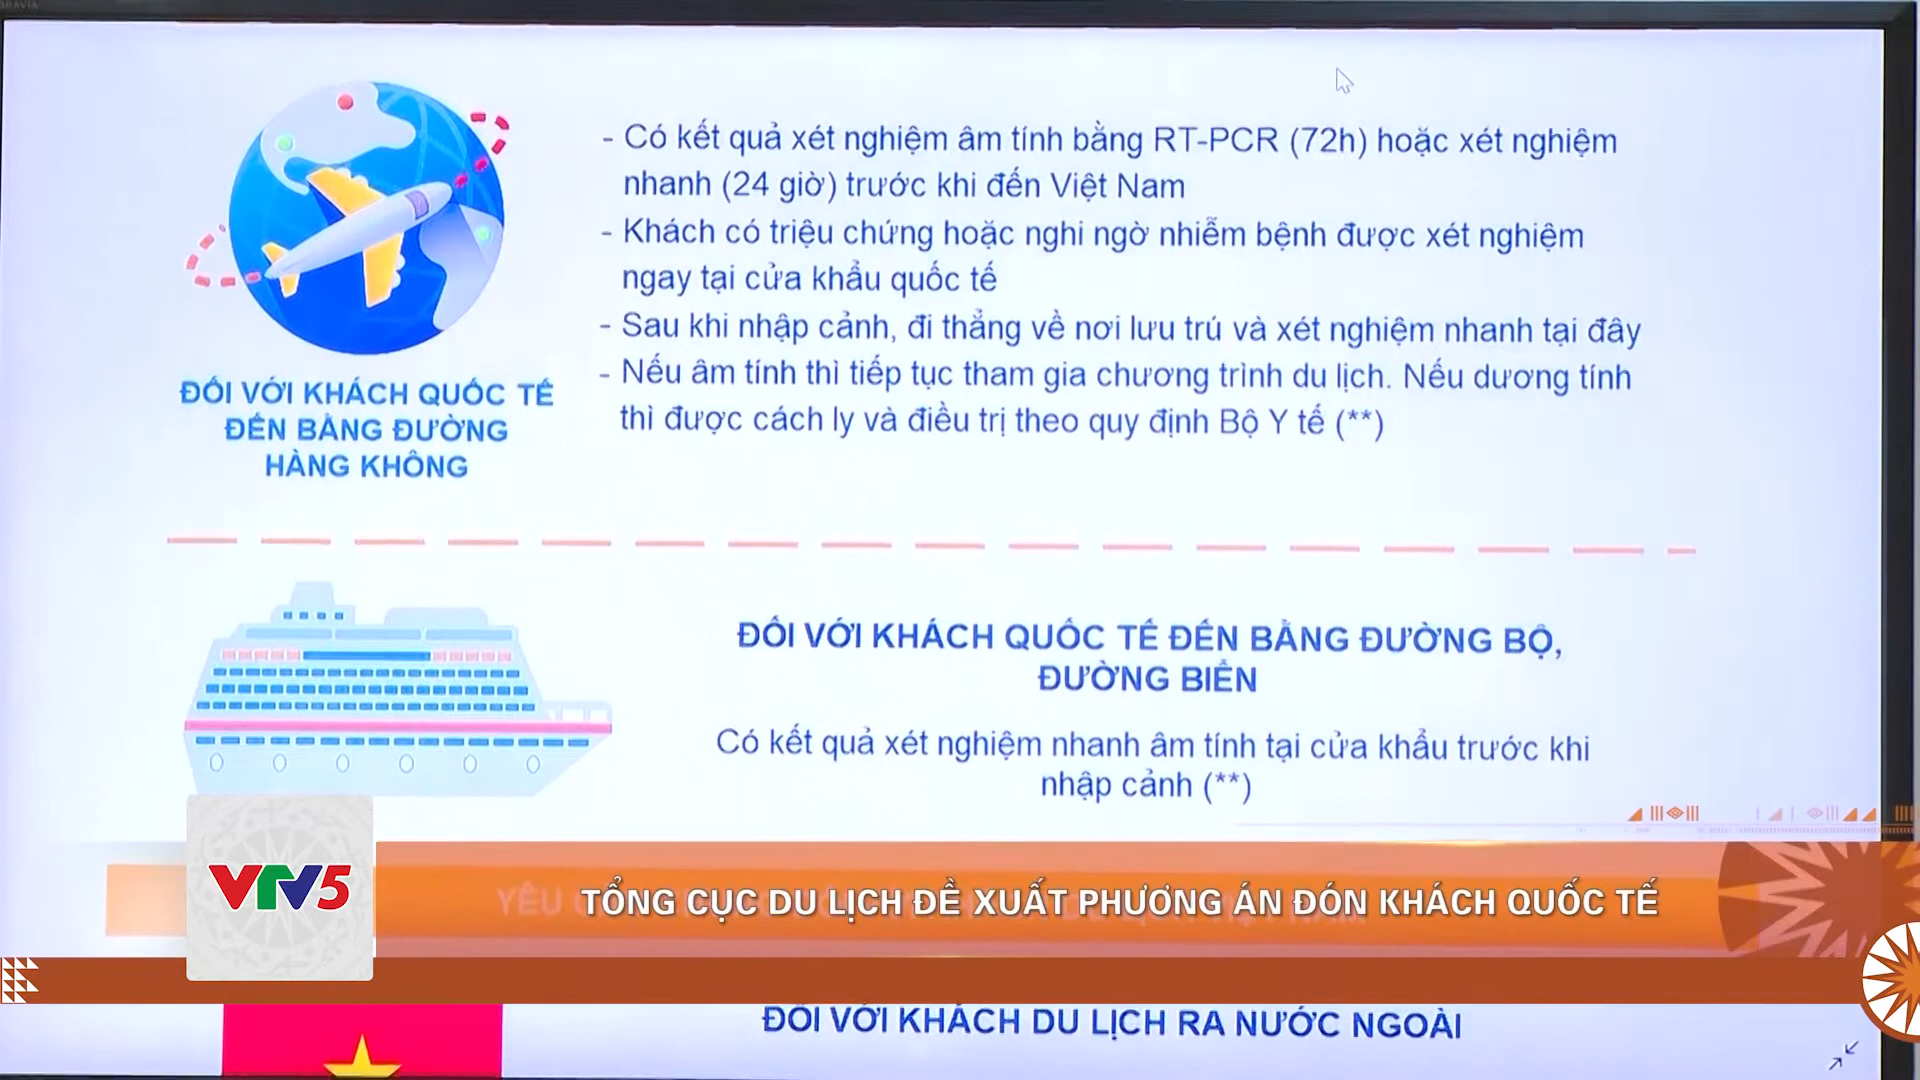 - Có kết quả xét nghiệm âm tính bằng RT-PCR (72h) hoặc xét nghiệm
nhanh (24 giờ) trước khi đến Việt Nam
- Khách có triệu chứng hoặc nghi ngờ nhiễm bệnh được xét nghiệm
ngay tại cửa khẩu quốc tế
- Sau khi nhập cảnh, đi thẳng về nơi lưu trú và xét nghiệm nhanh tại đây
- Nếu âm tính thì tiếp tục tham gia chương trình du lịch. Nếu dương tính
thì được cách ly và điều trị theo quy định Bộ Y tế (**)
ĐỐI VỚI KHÁCH QUỐC TẾ
ĐẾN BẰNG ĐƯỜNG
HÀNG KHÔNG
ĐỐI VỚI KHÁCH QUỐC TẾ ĐẾN BẰNG ĐƯỜNG BỘ,
ĐƯỜNG BIỂN
Có kết quả xét nghiệm nhanh âm tính tại cửa khẩu trước khi
nhập cảnh (**)
VTV5
TỔNG CỤC DU LỊCH ĐỀ XUẤT PHƯƠNG ÁN ĐÓN KHÁCH QUỐC TẾ
ĐỐI VỚI KHÁCH DU LỊCH RA NƯỚC NGOÀI